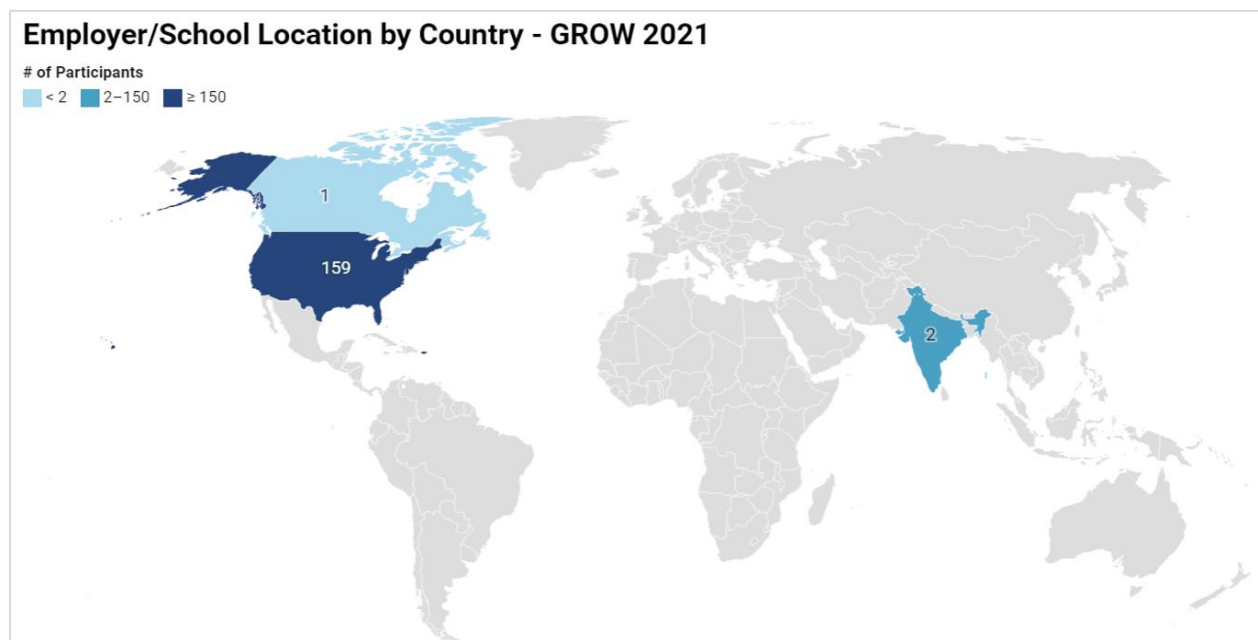 Employer/School Location by Country - GROW 2021
# of Participants
< 2 2–150 ≥ 150
1
159
2